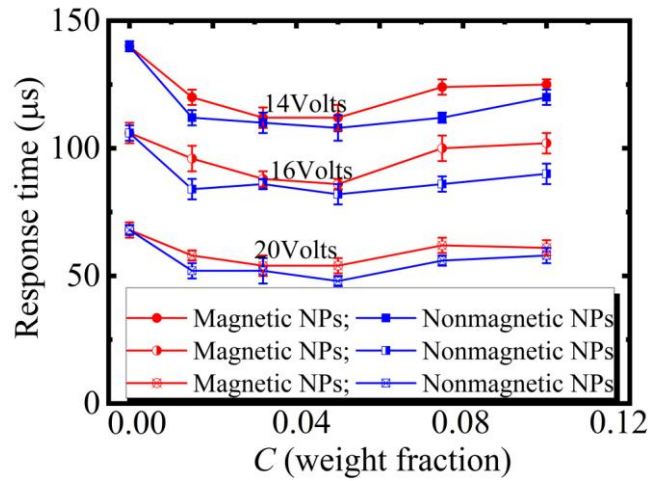 150
100
50
0
Response time (μs)
14Volts
16Volts
20Volts
Magnetic NPs; Nonmagnetic NPs
Magnetic NPs; Nonmagnetic NPs
Magnetic NPs; Nonmagnetic NPs
0.00 0.04 0.08 0.12
C (weight fraction)